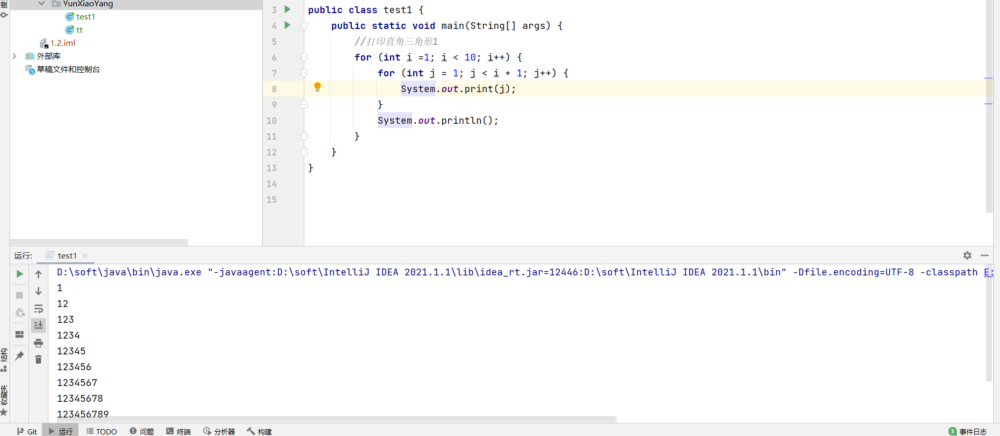 YunXiaoYang
test1
tt
1.2.iml
外部库
草稿文件和控制台
3 public class test1 {
4 public static void main(String[] args) {
5 //打印直角三角形1
6 for (int i =1; i < 10; i++) {
7 for (int j = 1; j < i + 1; j++) {
8 System.out.print(j);
9 }
10 System.out.println();
11 }
12 }
13 }
14
15
运行: test1
D:\soft\java\bin\java.exe "-javaagent:D:\soft\IntelliJ IDEA 2021.1.1\lib\idea_rt.jar=12446:D:\soft\IntelliJ IDEA 2021.1.1\bin" -Dfile.encoding=UTF-8 -classpath E:
1
12
123
1234
12345
123456
1234567
12345678
123456789
结构
收藏夹
Git 运行 TODO 问题 终端 分析器 构建 3 事件日志